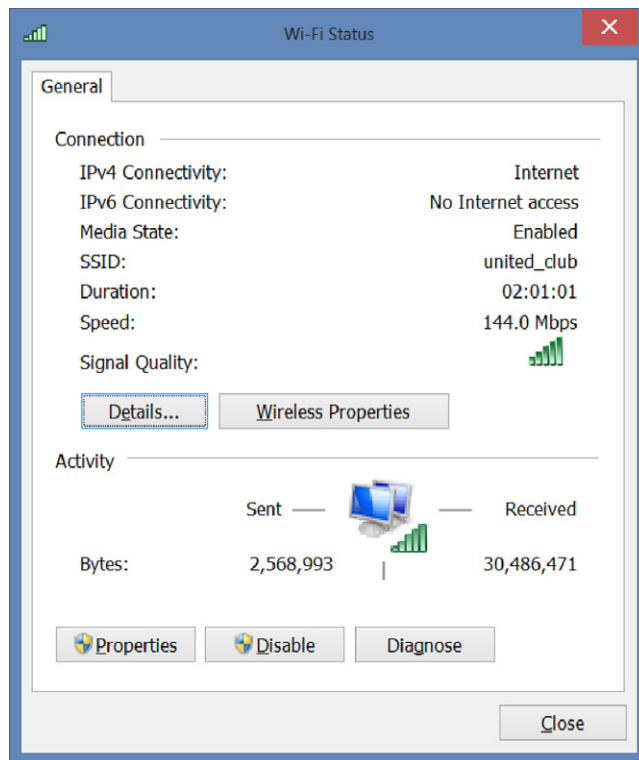 Wi-Fi Status
General
Connection
IPv4 Connectivity: Internet
IPv6 Connectivity: No Internet access
Media State: Enabled
SSID: united_club
Duration: 02:01:01
Speed: 144.0 Mbps
Signal Quality:
Details... Wireless Properties
Activity
Sent Received
Bytes: 2,568,993 30,486,471
Properties Disable Diagnose
Close